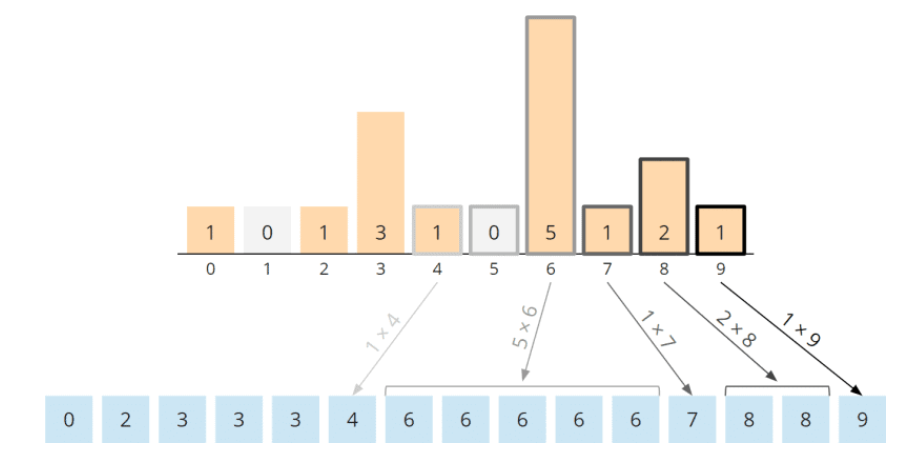 1 0 1 3 1 0 5 1 2 1
0 1 2 3 4 5 6 7 8 9
1 × 4 5 × 6 1 × 7 2 × 8 1 × 9
0 2 3 3 3 4 6 6 6 6 6 7 8 8 9